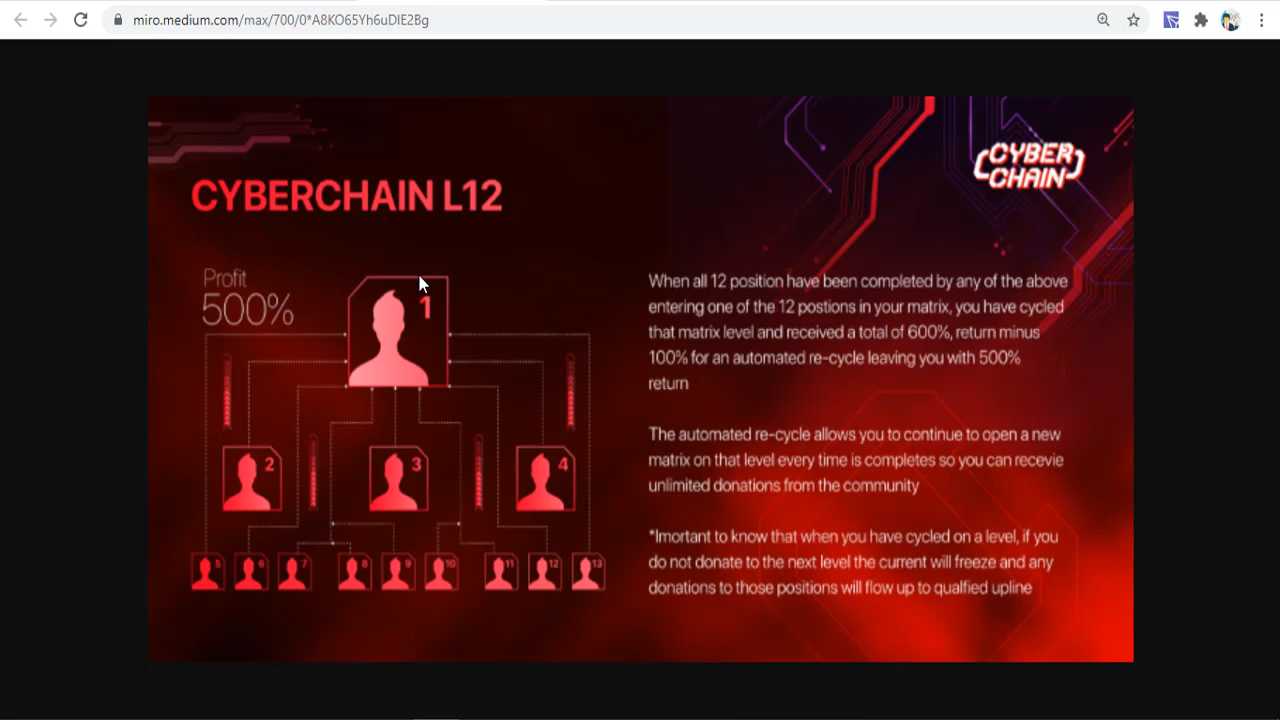 miro.medium.com/max/700/0*A8KO65Yh6uDIE2Bg
CYBER
CHAIN
CYBERCHAIN L12
Profit
500%
1
2
3
4
5
6
7
8
9
10
11
12
13
When all 12 position have been completed by any of the above
entering one of the 12 postions in your matrix, you have cycled
that matrix level and received a total of 600%, return minus
100% for an automated re-cycle leaving you with 500%
return
The automated re-cycle allows you to continue to open a new
matrix on that level every time is completes so you can recevie
unlimited donations from the community
*Imortant to know that when you have cycled on a level, if you
do not donate to the next level the current will freeze and any
donations to those positions will flow up to qualfied upline